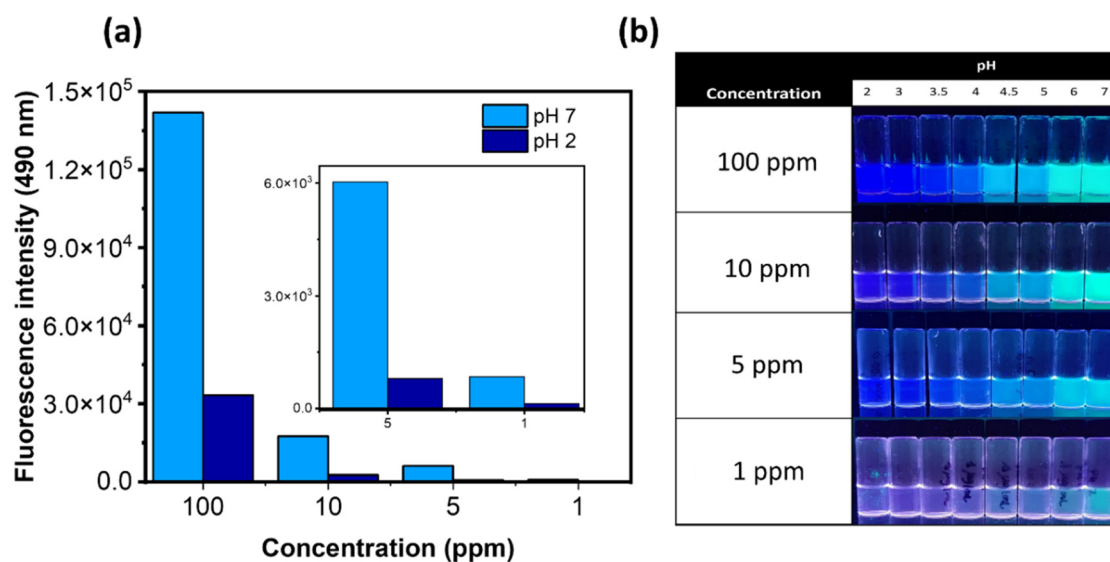 (a)
Fluorescence intensity (490 nm)
1.5×10⁵
1.2×10⁵
9.0×10⁴
6.0×10⁴
3.0×10⁴
0.0
pH 7
pH 2
6.0×10³
3.0×10³
0.0
5 1
100 10 5 1
Concentration (ppm)
(b)
pH
Concentration 2 3 3.5 4 4.5 5 6 7
100 ppm
10 ppm
5 ppm
1 ppm